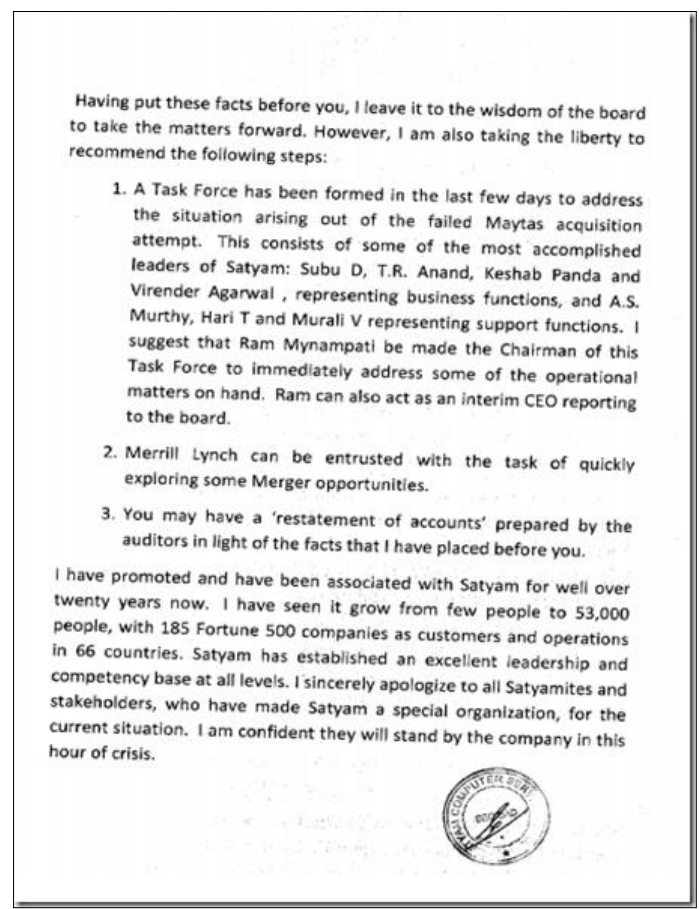 Having put these facts before you, I leave it to the wisdom of the board
to take the matters forward. However, I am also taking the liberty to
recommend the following steps:
1. A Task Force has been formed in the last few days to address
the situation arising out of the failed Maytas acquisition
attempt. This consists of some of the most accomplished
leaders of Satyam: Subu D, T.R. Anand, Keshab Panda and
Virender Agarwal , representing business functions, and A.S.
Murthy, Hari T and Murali V representing support functions. I
suggest that Ram Mynampati be made the Chairman of this
Task Force to immediately address some of the operational
matters on hand. Ram can also act as an interim CEO reporting
to the board.
2. Merrill Lynch can be entrusted with the task of quickly
exploring some Merger opportunities.
3. You may have a 'restatement of accounts' prepared by the
auditors in light of the facts that I have placed before you.
I have promoted and have been associated with Satyam for well over
twenty years now. I have seen it grow from few people to 53,000
people, with 185 Fortune 500 companies as customers and operations
in 66 countries. Satyam has established an excellent leadership and
competency base at all levels. I sincerely apologize to all Satyamites and
stakeholders, who have made Satyam a special organization, for the
current situation. I am confident they will stand by the company in this
hour of crisis.
YAM COMPUTER SER